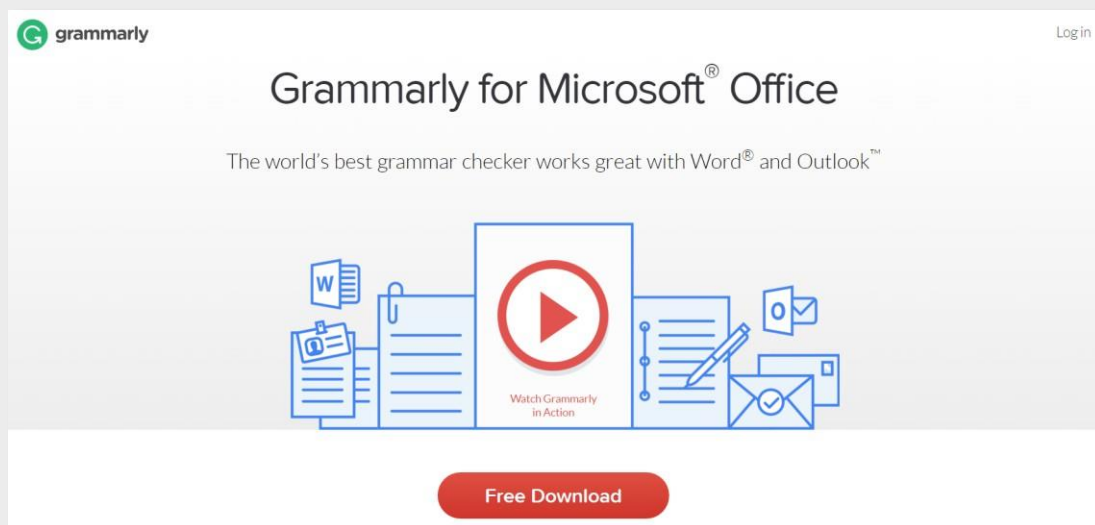 grammarly
Log in
Grammarly for Microsoft® Office
The world's best grammar checker works great with Word® and Outlook™
W
O
Watch Grammarly
in Action
Free Download